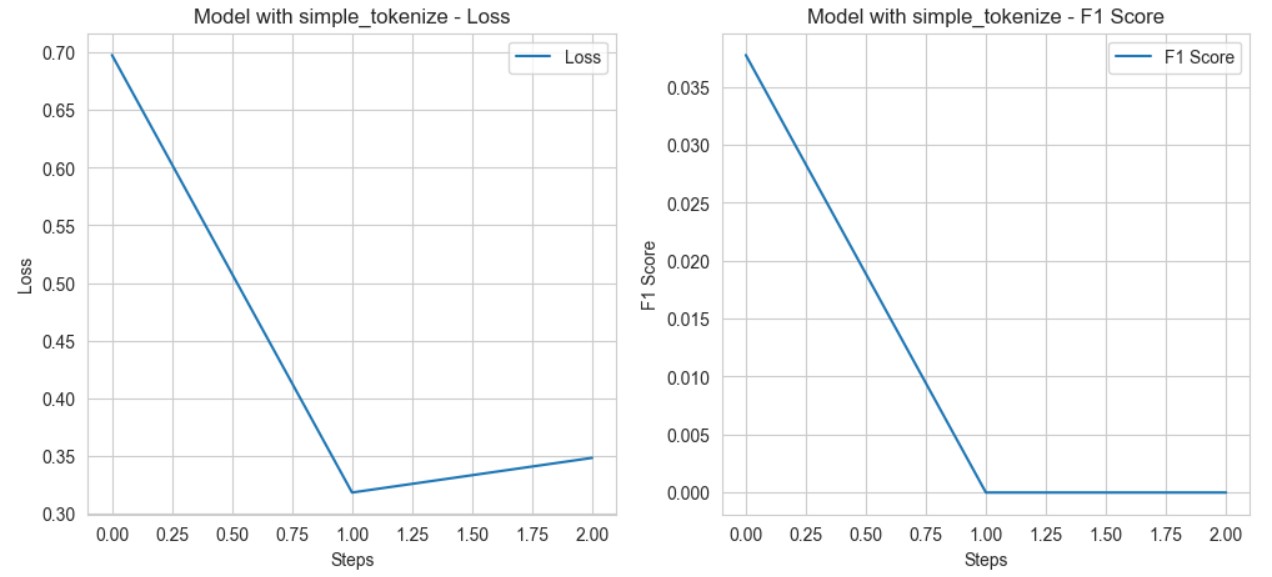 Model with simple_tokenize - Loss
Loss
0.70
0.65
0.60
0.55
0.50
0.45
0.40
0.35
0.30
Loss
0.00 0.25 0.50 0.75 1.00 1.25 1.50 1.75 2.00
Steps
Model with simple_tokenize - F1 Score
F1 Score
0.035
0.030
0.025
0.020
0.015
0.010
0.005
0.000
F1 Score
0.00 0.25 0.50 0.75 1.00 1.25 1.50 1.75 2.00
Steps